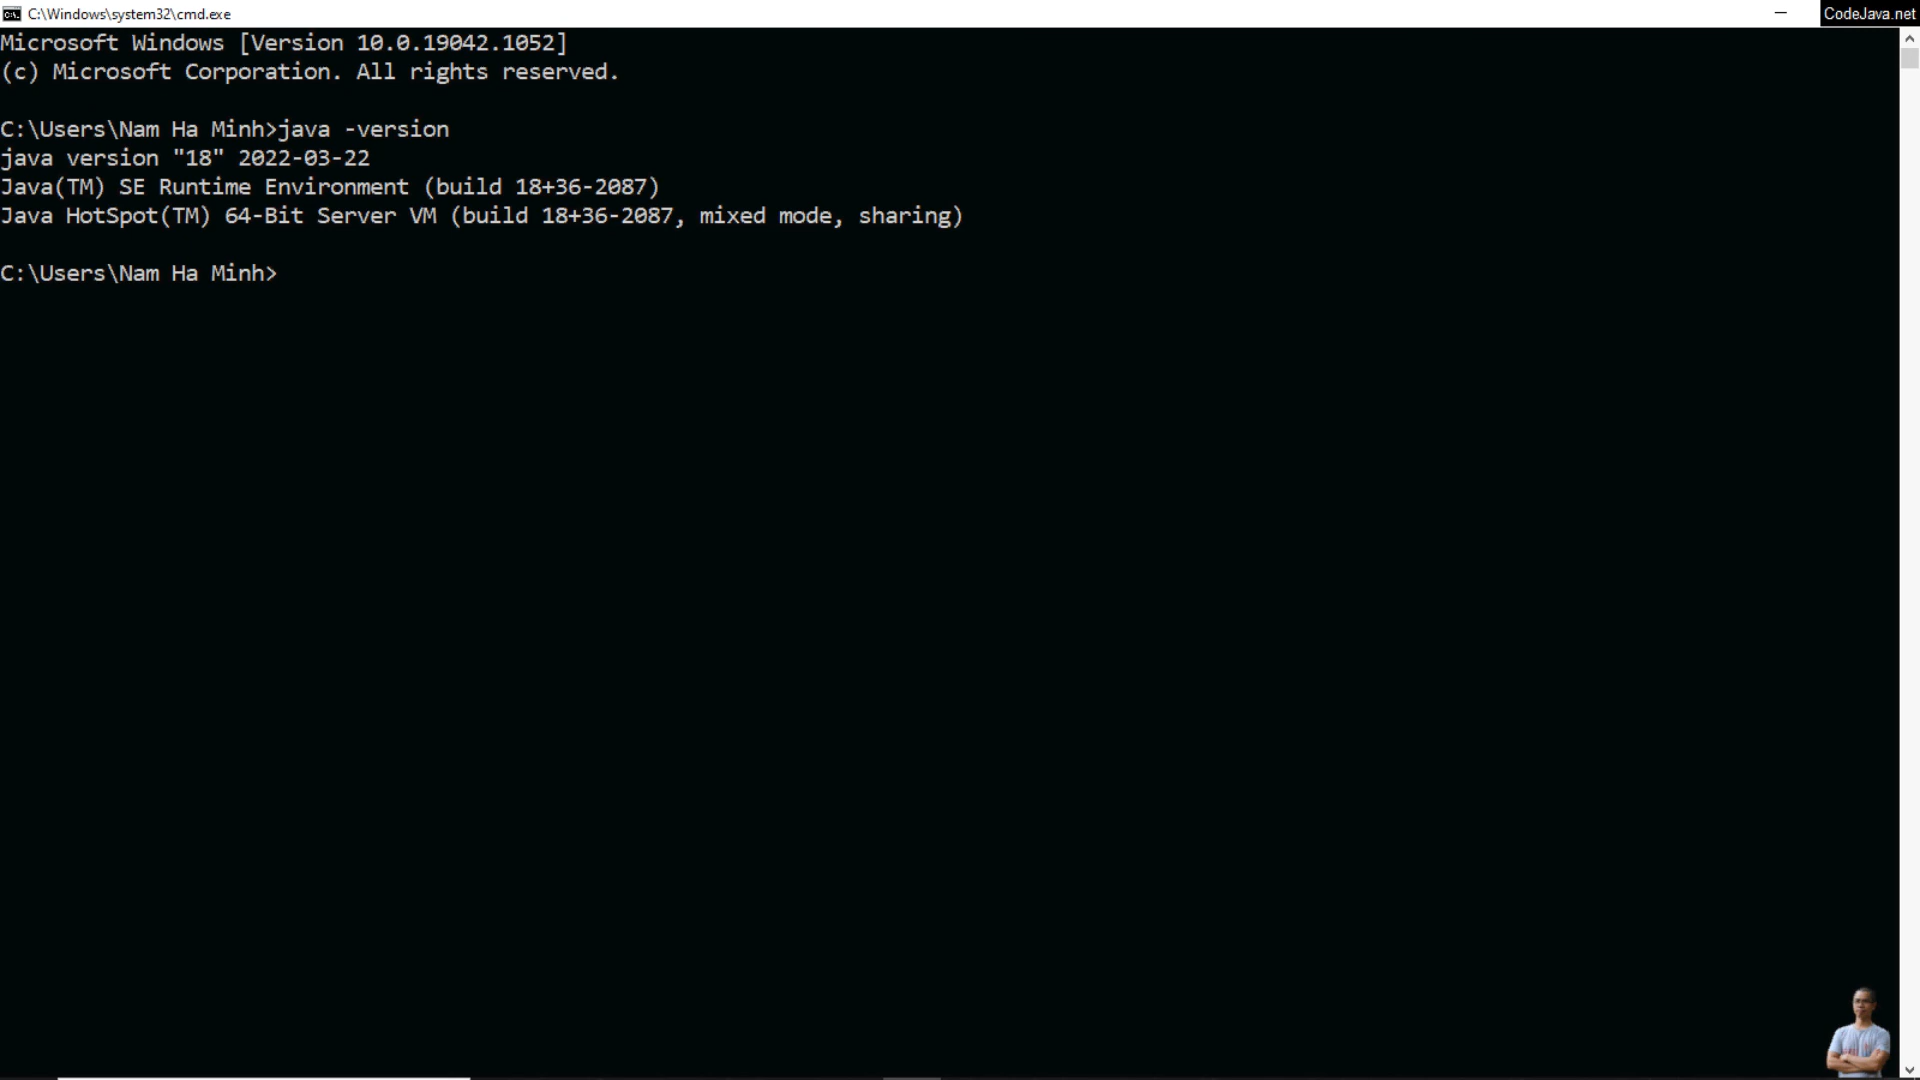 C:\Windows\system32\cmd.exe
CodeJava.net
Microsoft Windows [Version 10.0.19042.1052]
(c) Microsoft Corporation. All rights reserved.
C:\Users\Nam Ha Minh>java -version
java version "18" 2022-03-22
Java(TM) SE Runtime Environment (build 18+36-2087)
Java HotSpot(TM) 64-Bit Server VM (build 18+36-2087, mixed mode, sharing)
C:\Users\Nam Ha Minh>